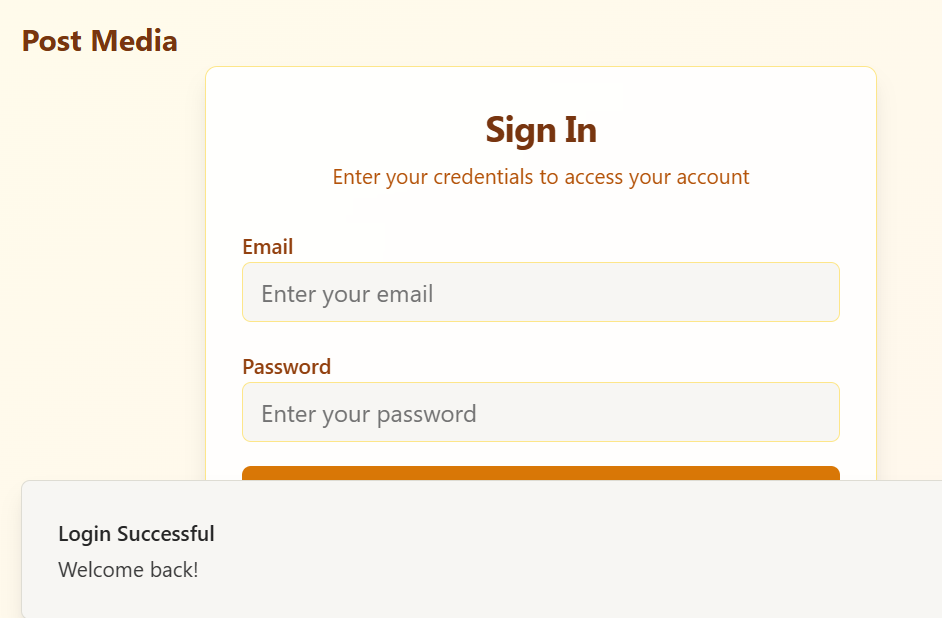 Post Media
Sign In
Enter your credentials to access your account
Email
Enter your email
Password
Enter your password
Login Successful
Welcome back!